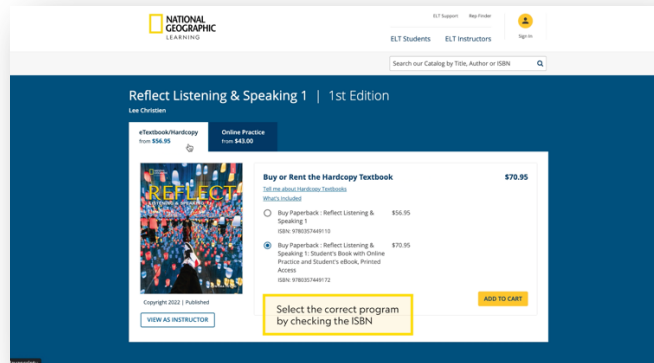 NATIONAL
GEOGRAPHIC
LEARNING
ELT Support Rep Finder
ELT Students ELT Instructors
Sign In
Search our Catalog by Title, Author or ISBN
Reflect Listening & Speaking 1 | 1st Edition
Lee Christien
eTextbook/Hardcopy
from $56.95
Online Practice
from $43.00
REFLECT
LISTENING & SPEAKING
Copyright 2022 | Published
VIEW AS INSTRUCTOR
Buy or Rent the Hardcopy Textbook $70.95
Tell me about Hardcopy Textbooks
What's Included
Buy Paperback : Reflect Listening & $56.95
Speaking 1
ISBN: 9780357449110
Buy Paperback : Reflect Listening & $70.95
Speaking 1: Student's Book with Online
Practice and Student's eBook, Printed
Access
ISBN: 9780357449172
ADD TO CART
Select the correct program
by checking the ISBN